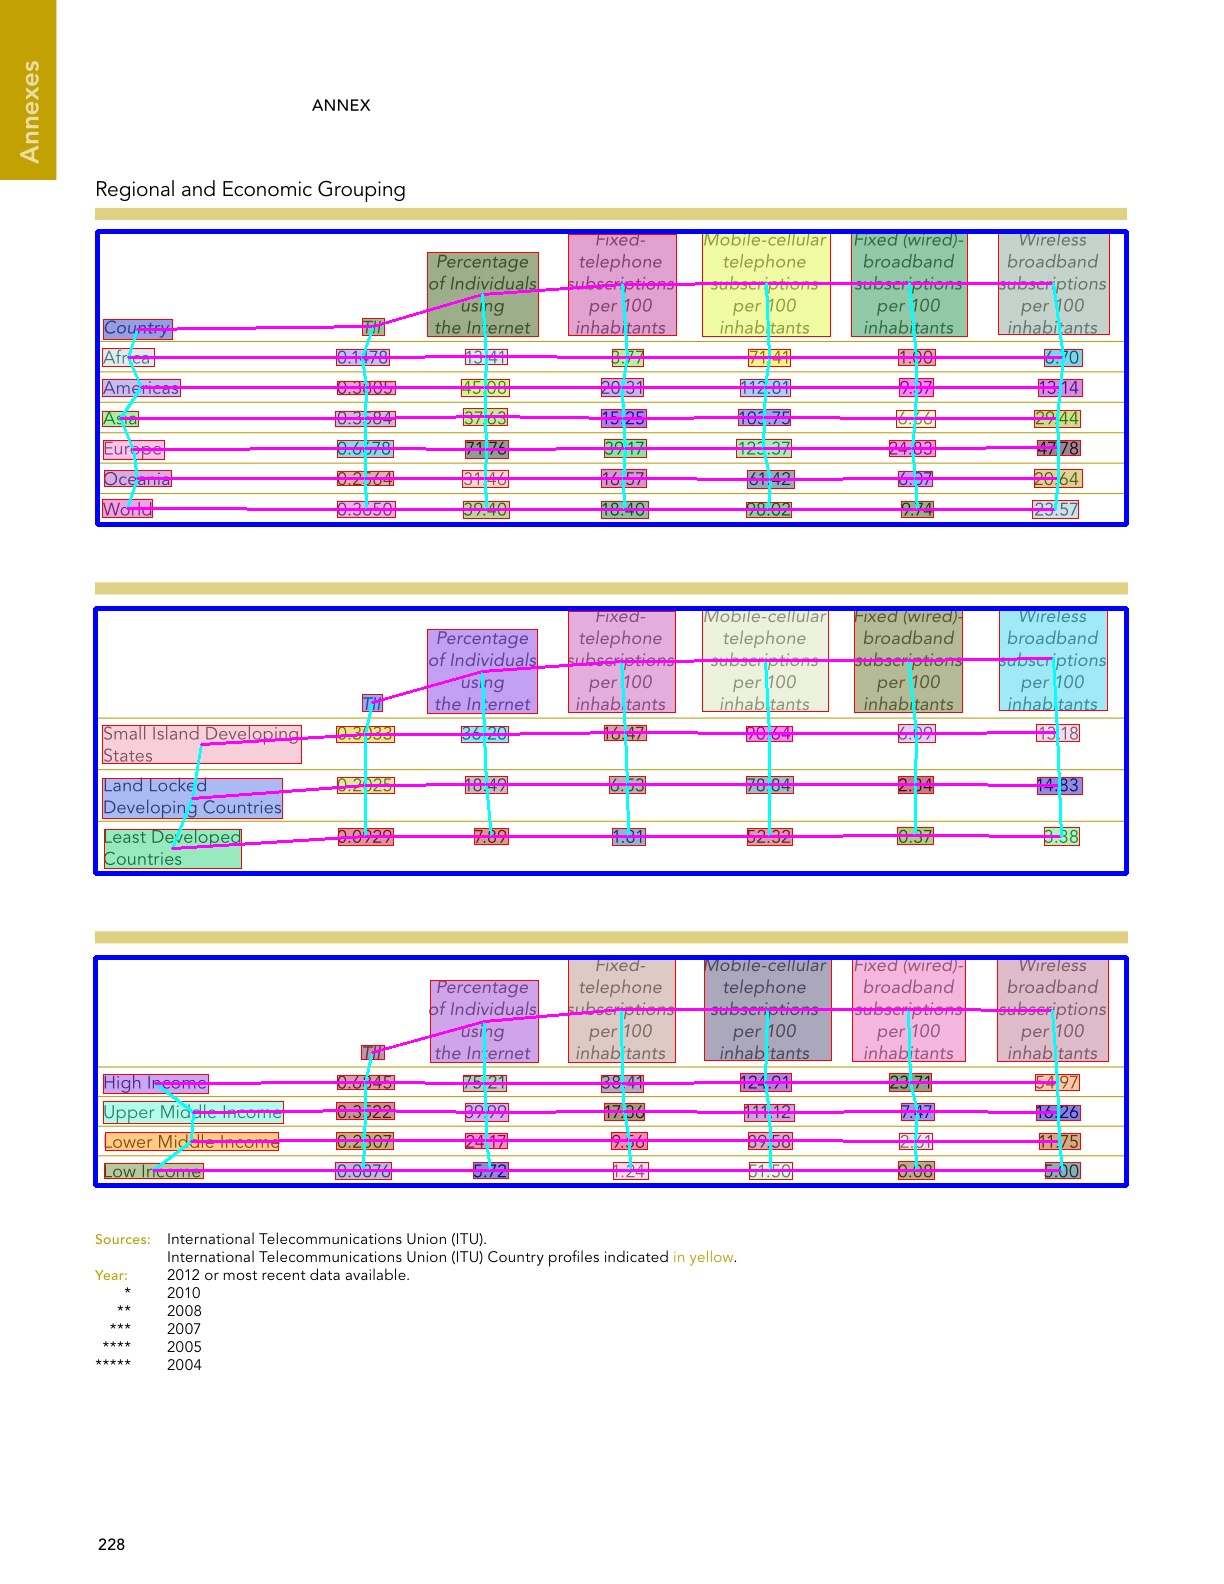 Annexes
ANNEX
Regional and Economic Grouping
Country TII Percentage of Individuals using the Internet Fixed-telephone subscriptions per 100 inhabitants Mobile-cellular telephone subscriptions per 100 inhabitants Fixed (wired)-broadband subscriptions per 100 inhabitants Wireless broadband subscriptions per 100 inhabitants
Africa 0.1478 13.41 3.77 71.41 1.00 6.70
Americas 0.3805 45.08 20.31 112.81 9.37 13.14
Asia 0.3584 37.63 15.25 103.75 6.66 29.44
Europe 0.6678 71.76 39.17 123.37 24.83 47.78
Oceania 0.2564 31.46 16.57 61.42 6.07 20.64
World 0.3650 39.40 18.40 98.02 9.74 23.57
TII Percentage of Individuals using the Internet Fixed-telephone subscriptions per 100 inhabitants Mobile-cellular telephone subscriptions per 100 inhabitants Fixed (wired)-broadband subscriptions per 100 inhabitants Wireless broadband subscriptions per 100 inhabitants
Small Island Developing States 0.3033 36.20 16.47 90.64 6.09 13.18
Land Locked Developing Countries 0.2025 18.49 6.53 78.84 14.83
Least Developed Countries 0.0929 7.89 1.81 52.32 0.37 3.38
TII Percentage of Individuals using the Internet Fixed-telephone subscriptions per 100 inhabitants Mobile-cellular telephone subscriptions per 100 inhabitants Fixed (wired)-broadband subscriptions per 100 inhabitants Wireless broadband subscriptions per 100 inhabitants
High Income 0.6845 75.21 38.41 124.91 23.71 54.97
Upper Middle Income 0.3522 39.99 17.36 111.12 7.47 16.26
Lower Middle Income 0.2307 24.17 9.56 89.58 2.61 11.75
Low Income 0.0876 5.72 1.24 51.50 0.08 5.00
Sources: International Telecommunications Union (ITU).
International Telecommunications Union (ITU) Country profiles indicated in yellow.
Year: 2012 or most recent data available.
* 2010
** 2008
*** 2007
**** 2005
***** 2004
228